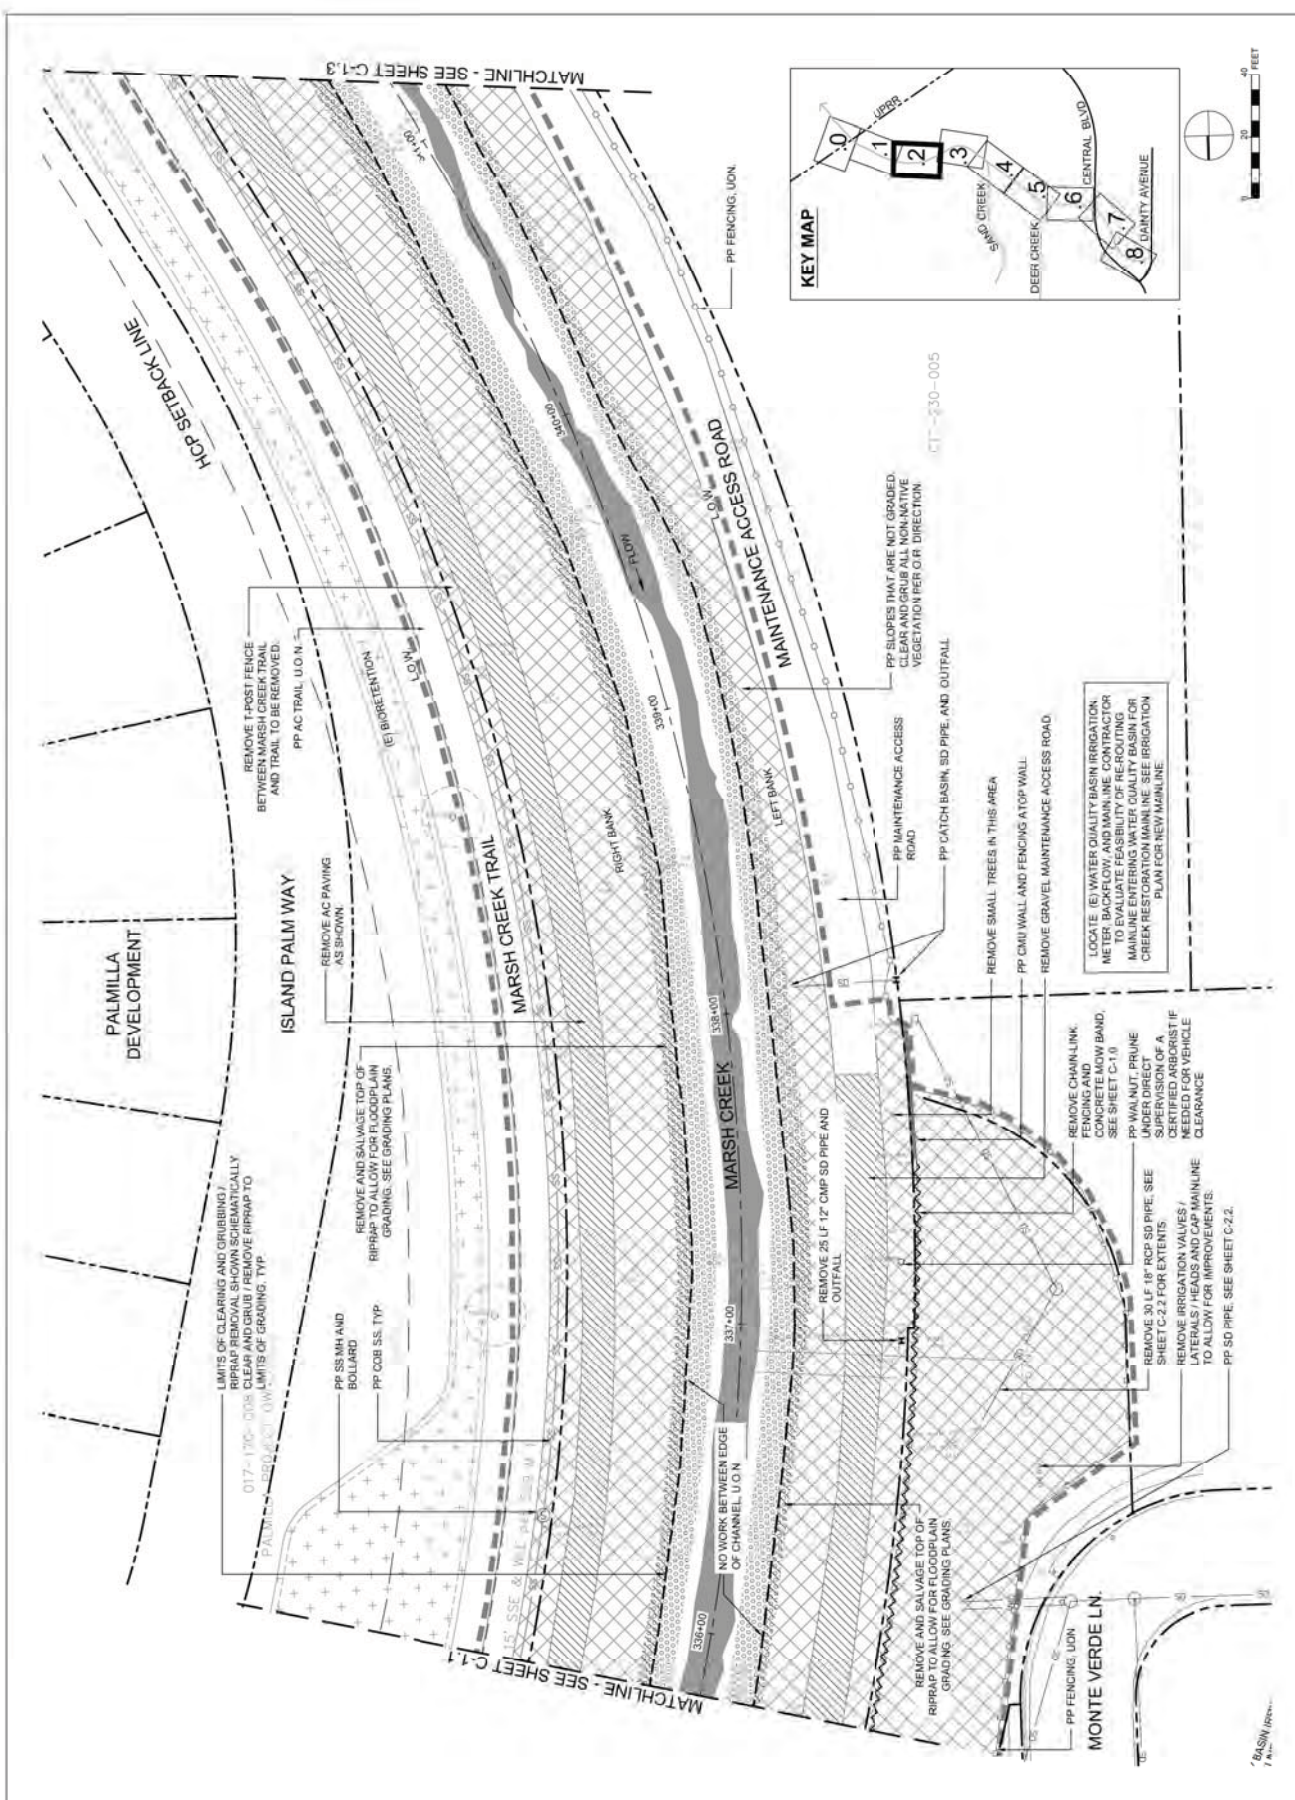 MATCHLINE - SEE SHEET C-1.3
HCP SETBACK LINE
PALMILLA
DEVELOPMENT
ISLAND PALM WAY
REMOVE T-POST FENCE
BETWEEN MARSH CREEK TRAIL
AND TRAIL TO BE REMOVED.
PP AC TRAIL, U.O.N.
(E) BIORETENTION
L.O.W.
REMOVE AC PAVING
AS SHOWN.
MARSH CREEK TRAIL
LIMITS OF CLEARING AND GRUBBING /
RIPRAP REMOVAL SHOWN SCHEMATICALLY
CLEAR AND GRUB / REMOVE RIPRAP TO
LIMITS OF GRADING, TYP.
REMOVE AND SALVAGE TOP OF
RIPRAP TO ALLOW FOR FLOODPLAIN
GRADING. SEE GRADING PLANS.
PP SS MH AND
BOLLARD
PP COB SS, TYP
RIGHT BANK
341+00
340+00
FLOW
339+00
338+00
MARSH CREEK
337+00
336+00
NO WORK BETWEEN EDGE
OF CHANNEL, U.O.N
LEFT BANK
L.O.W.
MAINTENANCE ACCESS ROAD
PP FENCING, UON.
PP SLOPES THAT ARE NOT GRADED.
CLEAR AND GRUB ALL NON-NATIVE
VEGETATION PER O.R. DIRECTION
PP MAINTENANCE ACCESS
ROAD
PP CATCH BASIN, SD PIPE, AND OUTFALL
REMOVE SMALL TREES IN THIS AREA
PP CMU WALL AND FENCING ATOP WALL
REMOVE GRAVEL MAINTENANCE ACCESS ROAD
LOCATE (E) WATER QUALITY BASIN IRRIGATION
METER, BACKFLOW, AND MAINLINE. CONTRACTOR
TO EVALUATE FEASIBILITY OF RE-ROUTING
MAINLINE ENTERING WATER QUALITY BASIN FOR
CREEK RESTORATION MAINLINE. SEE IRRIGATION
PLAN FOR NEW MAINLINE.
REMOVE 25 LF 12" CMP SD PIPE AND
OUTFALL
REMOVE CHAIN-LINK
FENCING AND
CONCRETE MOW BAND,
SEE SHEET C-1.0
PP WALNUT, PRUNE
UNDER DIRECT
SUPERVISION OF A
CERTIFIED ARBORIST IF
NEEDED FOR VEHICLE
CLEARANCE
REMOVE 30 LF 18" RCP SD PIPE, SEE
SHEET C-2.2 FOR EXTENTS
REMOVE IRRIGATION VALVES /
LATERALS / HEADS AND CAP MAINLINE
TO ALLOW FOR IMPROVEMENTS.
PP SD PIPE, SEE SHEET C-2.2.
REMOVE AND SALVAGE TOP OF
RIPRAP TO ALLOW FOR FLOODPLAIN
GRADING. SEE GRADING PLANS.
PP FENCING, UON
MONTE VERDE LN.
MATCHLINE - SEE SHEET C-1.1
KEY MAP
UPRR
.0
.1
.2
.3
.4
.5
.6
.7
.8
SAND CREEK
DEER CREEK
CENTRAL BLVD
DAINTY AVENUE
0
20
40
FEET